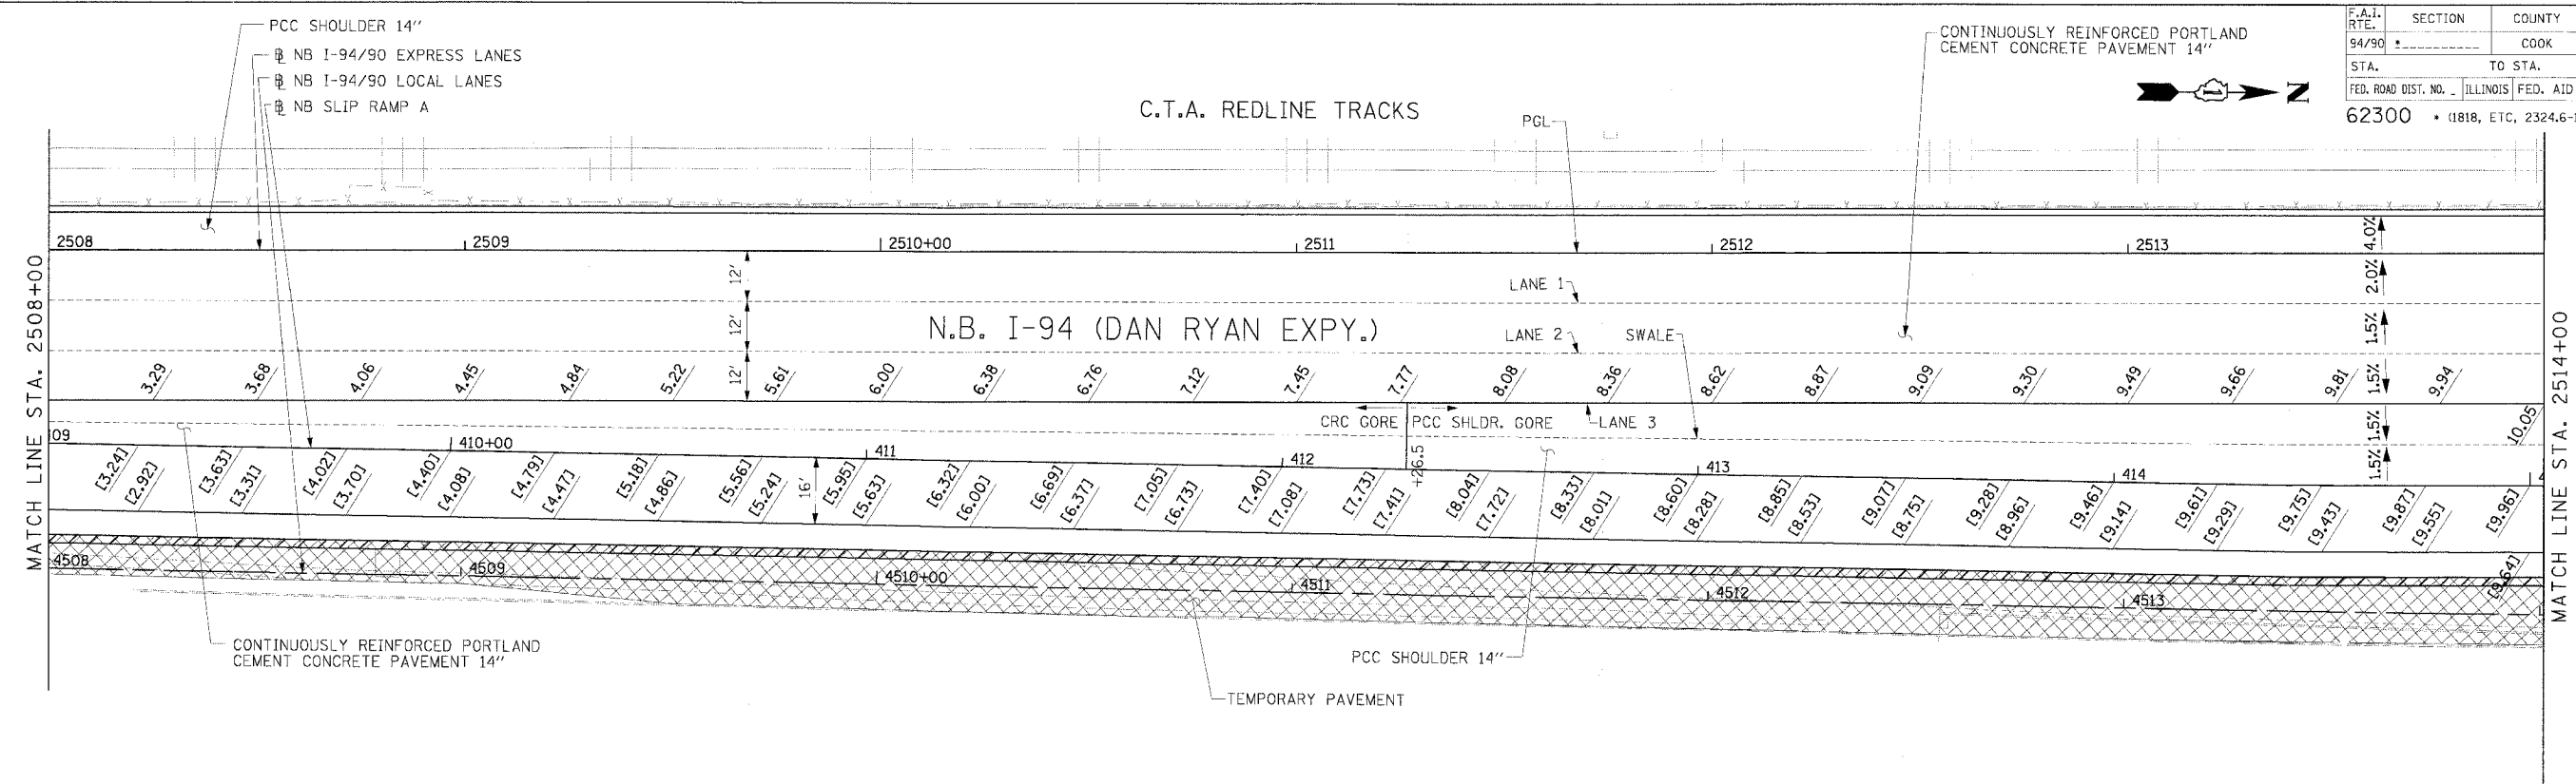 PCC SHOULDER 14"
℄ NB I-94/90 EXPRESS LANES
℄ NB I-94/90 LOCAL LANES
℄ NB SLIP RAMP A
C.T.A. REDLINE TRACKS
PGL
CONTINUOUSLY REINFORCED PORTLAND
CEMENT CONCRETE PAVEMENT 14"
N
F.A.I. RTE. SECTION COUNTY
94/90 * COOK
STA. TO STA.
FED. ROAD DIST. NO. _ ILLINOIS FED. AID
62300 * (1818, ETC, 2324.6-
2508 2509 2510+00 2511 2512 2513
4.0%
2.0%
1.5%
1.5%
1.5%
1.5%
12'
12'
12'
LANE 1
N.B. I-94 (DAN RYAN EXPY.)
LANE 2
SWALE
MATCH LINE STA. 2508+00
MATCH LINE STA. 2514+00
3.29 3.68 4.06 4.45 4.84 5.22 5.61 6.00 6.38 6.76 7.12 7.45 7.77 8.08 8.36 8.62 8.87 9.09 9.30 9.49 9.66 9.81 9.94 10.05
CRC GORE PCC SHLDR. GORE LANE 3
09 410+00 411 412 413 414
+26.5
16'
[3.24] [3.63] [4.02] [4.40] [4.79] [5.18] [5.56] [5.95] [6.32] [6.69] [7.05] [7.40] [7.73] [8.04] [8.33] [8.60] [8.85] [9.07] [9.28] [9.46] [9.61] [9.75] [9.87] [9.96]
[2.92] [3.31] [3.70] [4.08] [4.47] [4.86] [5.24] [5.63] [6.00] [6.37] [6.73] [7.08] [7.41] [7.72] [8.01] [8.28] [8.53] [8.75] [8.96] [9.14] [9.29] [9.43] [9.55] [9.64]
4508 4509 4510+00 4511 4512 4513
CONTINUOUSLY REINFORCED PORTLAND
CEMENT CONCRETE PAVEMENT 14"
PCC SHOULDER 14"
TEMPORARY PAVEMENT